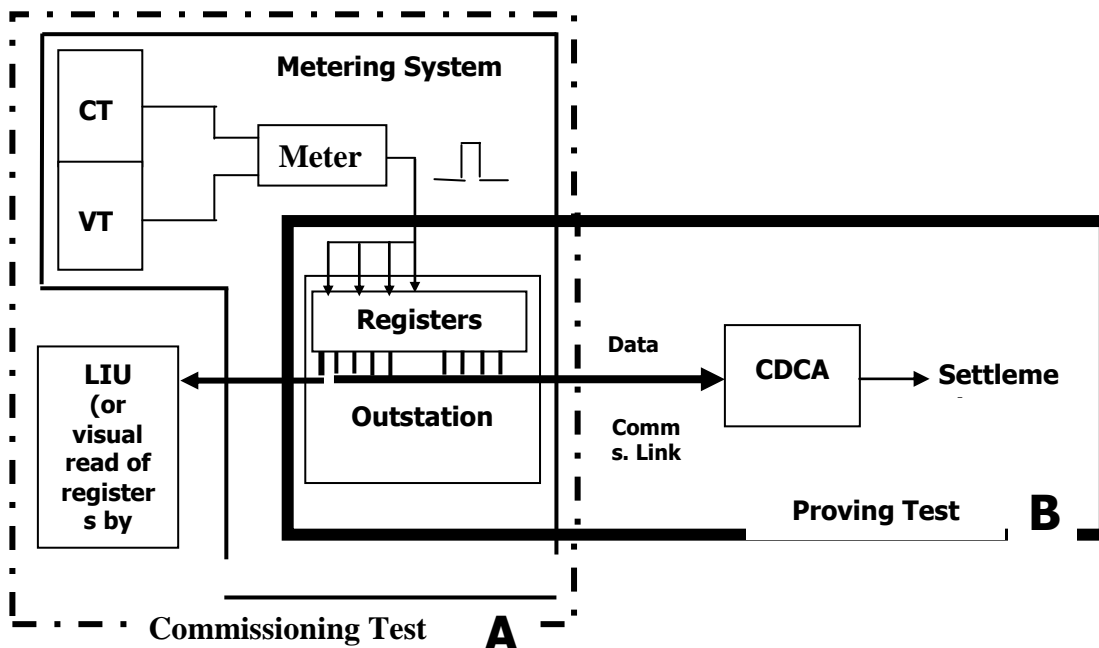 Metering System
CT
VT
Meter
Registers
Outstation
LIU
(or
visual
read of
register
s by
Data
Comm
s. Link
CDCA
Settleme
Proving Test
B
Commissioning Test
A